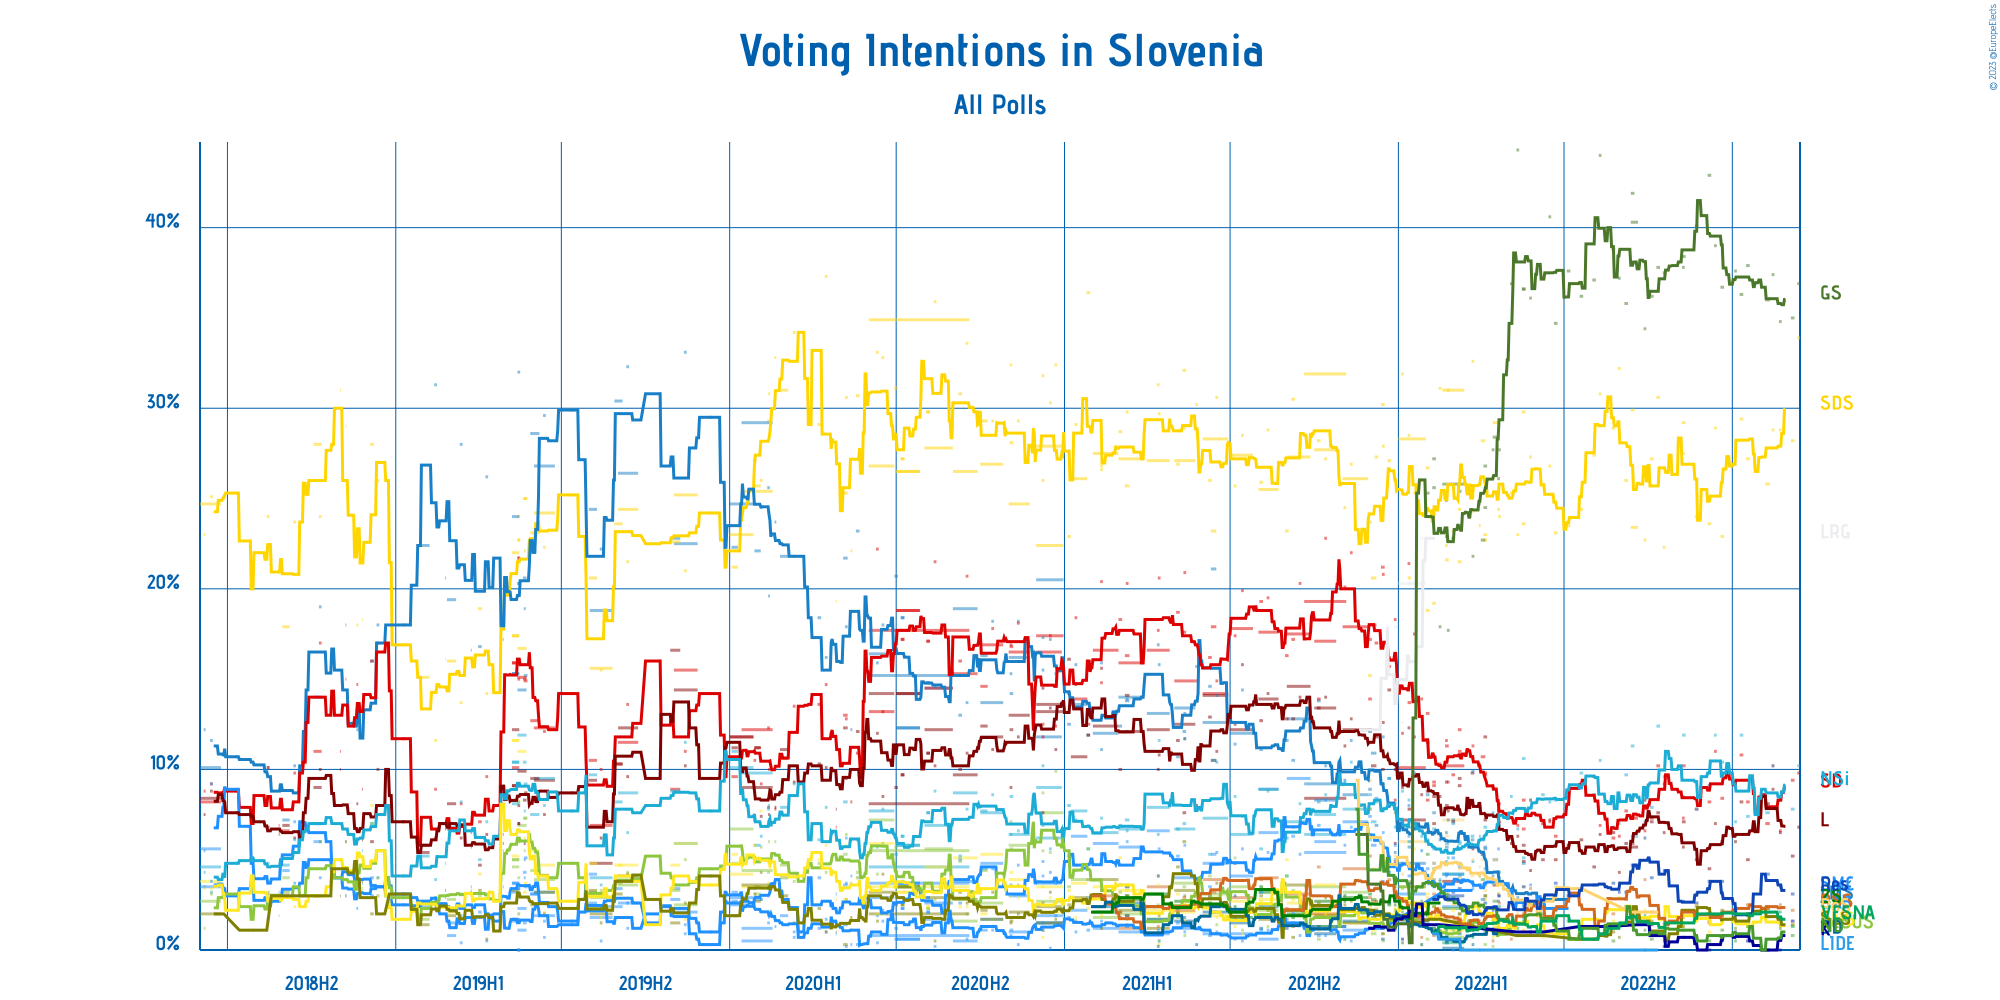 © 2023 @EuropeElects
Voting Intentions in Slovenia
All Polls
40%
30%
20%
10%
0%
GS
SDS
LRG
NSi
SD
L
VESNA
LIDE
2018H2
2019H1
2019H2
2020H1
2020H2
2021H1
2021H2
2022H1
2022H2